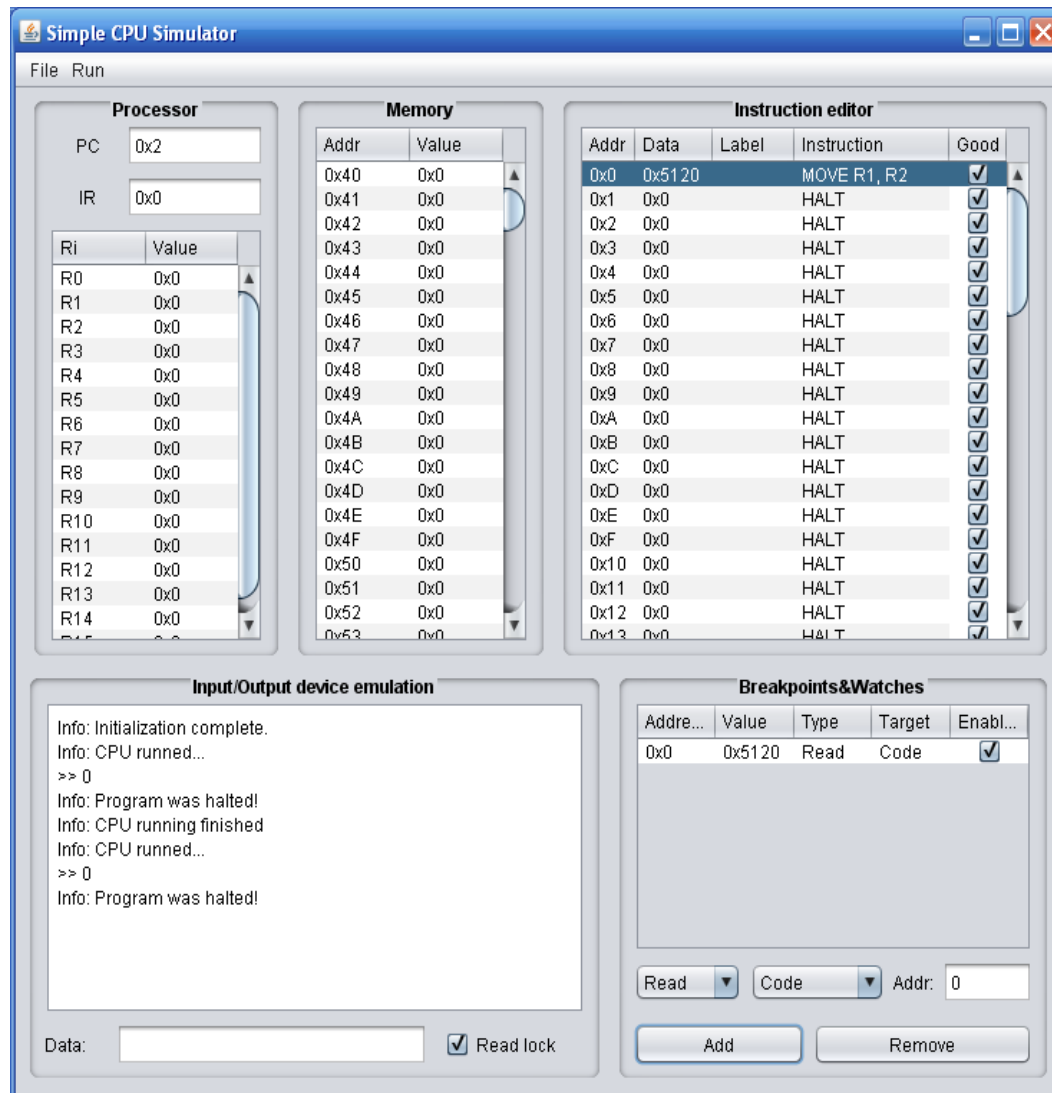 Simple CPU Simulator
File Run
Processor
PC 0x2
IR 0x0
Ri Value
R0 0x0
R1 0x0
R2 0x0
R3 0x0
R4 0x0
R5 0x0
R6 0x0
R7 0x0
R8 0x0
R9 0x0
R10 0x0
R11 0x0
R12 0x0
R13 0x0
R14 0x0
Memory
Addr Value
0x40 0x0
0x41 0x0
0x42 0x0
0x43 0x0
0x44 0x0
0x45 0x0
0x46 0x0
0x47 0x0
0x48 0x0
0x49 0x0
0x4A 0x0
0x4B 0x0
0x4C 0x0
0x4D 0x0
0x4E 0x0
0x4F 0x0
0x50 0x0
0x51 0x0
0x52 0x0
0x53 0x0
Instruction editor
Addr Data Label Instruction Good
0x0 0x5120 MOVE R1, R2
0x1 0x0 HALT
0x2 0x0 HALT
0x3 0x0 HALT
0x4 0x0 HALT
0x5 0x0 HALT
0x6 0x0 HALT
0x7 0x0 HALT
0x8 0x0 HALT
0x9 0x0 HALT
0xA 0x0 HALT
0xB 0x0 HALT
0xC 0x0 HALT
0xD 0x0 HALT
0xE 0x0 HALT
0xF 0x0 HALT
0x10 0x0 HALT
0x11 0x0 HALT
0x12 0x0 HALT
0x13 0x0 HALT
Input/Output device emulation
Info: Initialization complete.
Info: CPU runned...
>> 0
Info: Program was halted!
Info: CPU running finished
Info: CPU runned...
>> 0
Info: Program was halted!
Data: Read lock
Breakpoints&Watches
Addre... Value Type Target Enabl...
0x0 0x5120 Read Code
Read Code Addr: 0
Add Remove